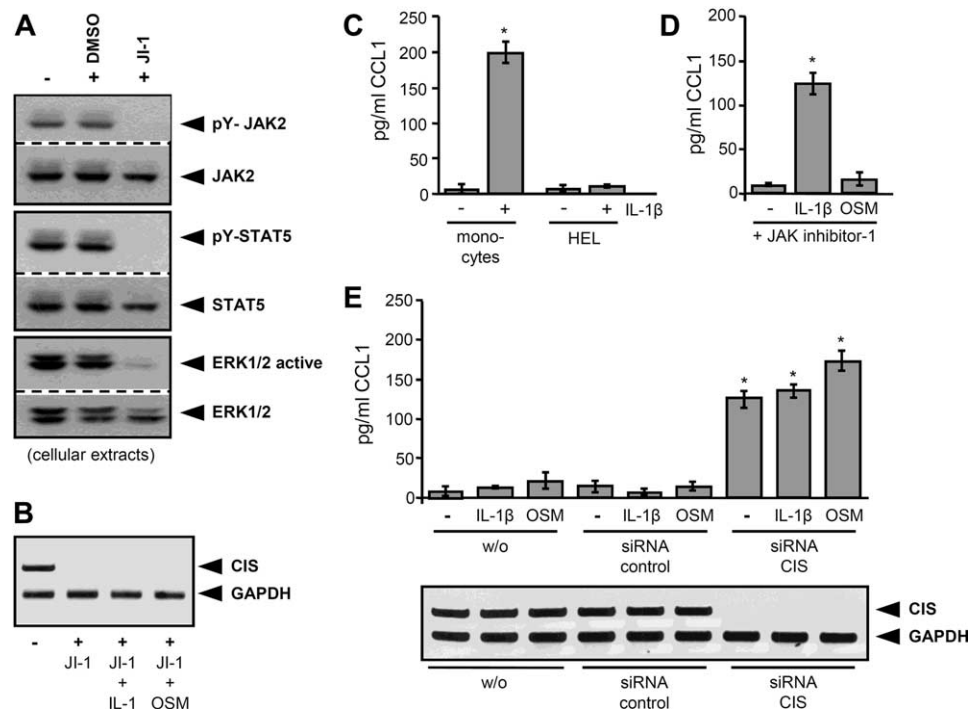 A
-
+ DMSO
+ JI-1
pY- JAK2
JAK2
pY-STAT5
STAT5
ERK1/2 active
ERK1/2
(cellular extracts)
B
CIS
GAPDH
- + + +
JI-1 JI-1 JI-1
+ +
IL-1 OSM
C
pg/ml CCL1
250
200
150
100
50
0
*
- + - + IL-1β
mono-
cytes
HEL
D
pg/ml CCL1
200
150
100
50
0
*
- IL-1β OSM
+ JAK inhibitor-1
E
pg/ml CCL1
250
200
150
100
50
0
* * *
- IL-1β OSM - IL-1β OSM - IL-1β OSM
w/o
siRNA
control
siRNA
CIS
CIS
GAPDH
w/o
siRNA
control
siRNA
CIS